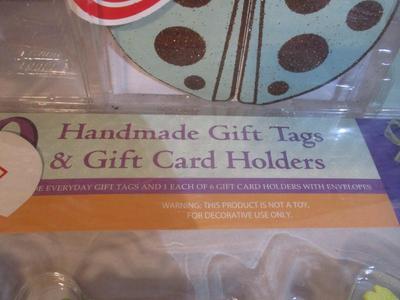 Handmade Gift Tags
& Gift Card Holders
EVERYDAY GIFT TAGS AND 1 EACH OF 6 GIFT CARD HOLDERS WITH ENVELOPES
WARNING: THIS PRODUCT IS NOT A TOY.
FOR DECORATIVE USE ONLY.